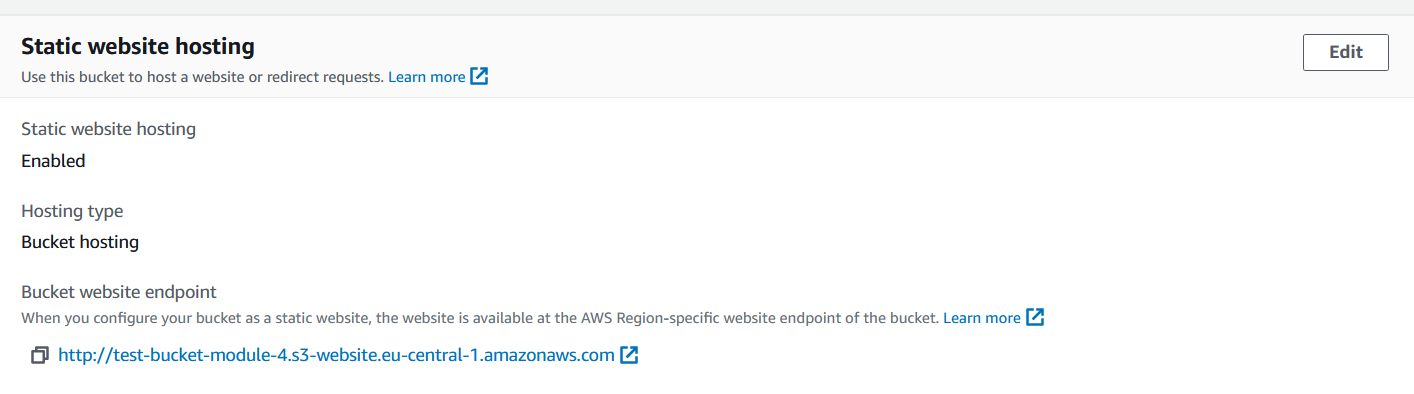 Static website hosting
Edit
Use this bucket to host a website or redirect requests. Learn more
Static website hosting
Enabled
Hosting type
Bucket hosting
Bucket website endpoint
When you configure your bucket as a static website, the website is available at the AWS Region-specific website endpoint of the bucket. Learn more
http://test-bucket-module-4.s3-website.eu-central-1.amazonaws.com